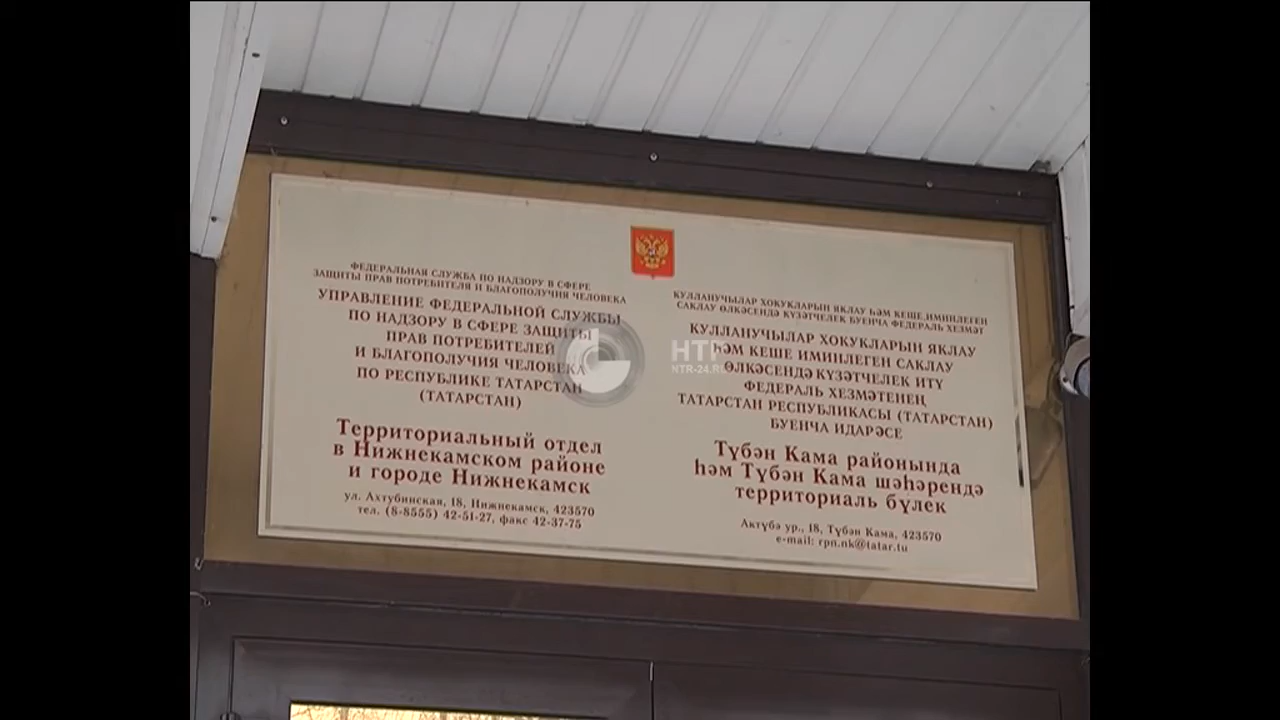 ФЕДЕРАЛЬНАЯ СЛУЖБА ПО НАДЗОРУ В СФЕРЕ
ЗАЩИТЫ ПРАВ ПОТРЕБИТЕЛЯ И БЛАГОПОЛУЧИЯ ЧЕЛОВЕКА
УПРАВЛЕНИЕ ФЕДЕРАЛЬНОЙ СЛУЖБЫ
ПО НАДЗОРУ В СФЕРЕ ЗАЩИТЫ
ПРАВ ПОТРЕБИТЕЛЕЙ
И БЛАГОПОЛУЧИЯ ЧЕЛОВЕКА
ПО РЕСПУБЛИКЕ ТАТАРСТАН
(ТАТАРСТАН)
Территориальный отдел
в Нижнекамском районе
и городе Нижнекамск
ул. Ахтубинская, 18, Нижнекамск, 423570
тел. (8-8555) 42-51-27, факс 42-37-75
КУЛЛАНУЧЫЛАР ХОКУКЛАРЫН ЯКЛАУ ҺӘМ КЕШЕ ИМИНЛЕГЕН
САКЛАУ ӨЛКӘСЕНДӘ КҮЗӘТЧЕЛЕК БУЕНЧА ФЕДЕРАЛЬ ХЕЗМӘТ
КУЛЛАНУЧЫЛАР ХОКУКЛАРЫН ЯКЛАУ
ҺӘМ КЕШЕ ИМИНЛЕГЕН САКЛАУ
ӨЛКӘСЕНДӘ КҮЗӘТЧЕЛЕК ИТҮ
ФЕДЕРАЛЬ ХЕЗМӘТЕНЕҢ
ТАТАРСТАН РЕСПУБЛИКАСЫ (ТАТАРСТАН)
БУЕНЧА ИДАРӘСЕ
Түбән Кама районында
һәм Түбән Кама шәһәрендә
территориаль бүлек
Актүбә ур., 18, Түбән Кама, 423570
e-mail: rpn.nk@tatar.tu
НТР
NTR-24.RU